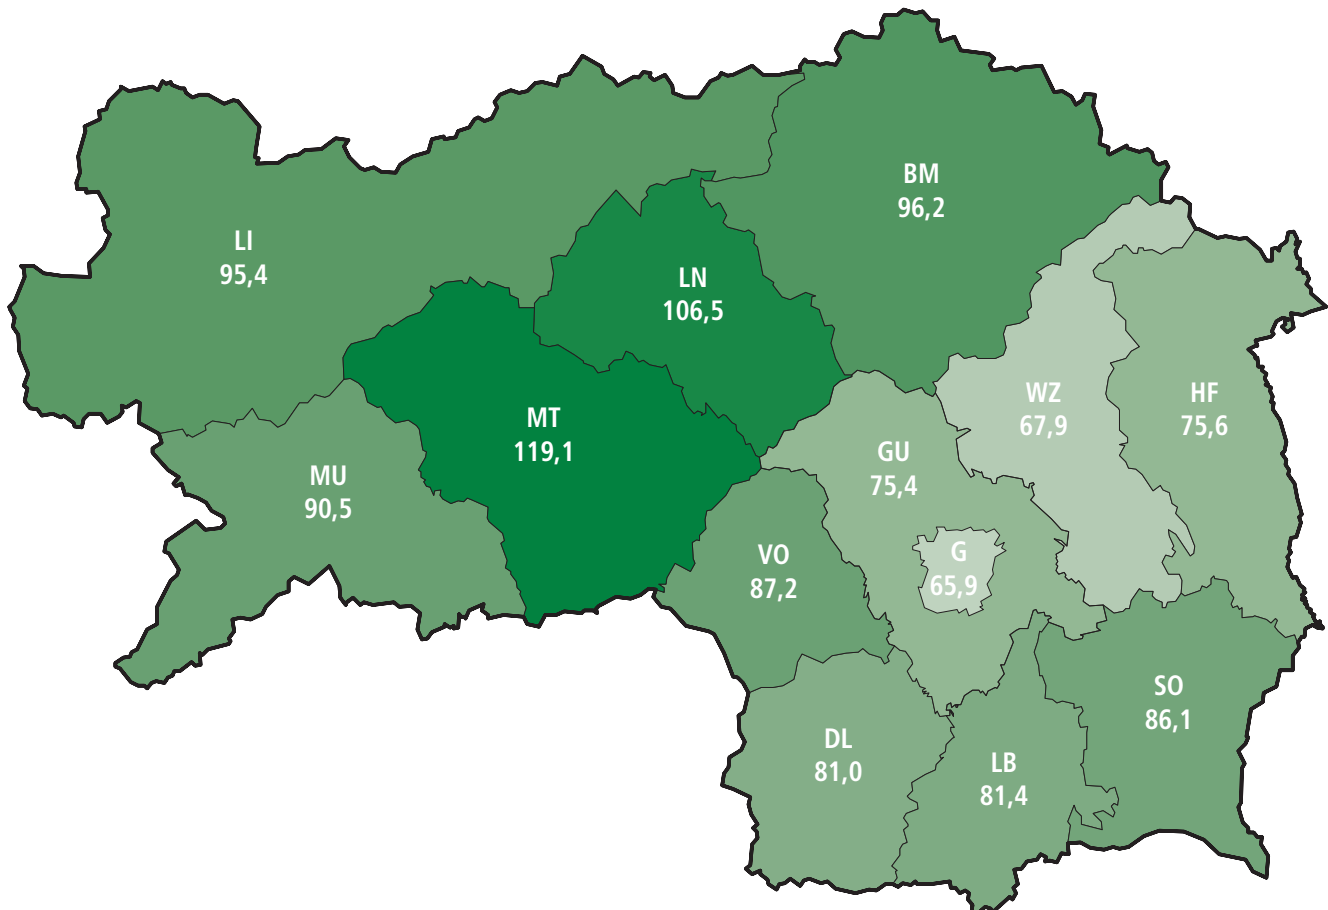 BM
96,2
LI
95,4
LN
106,5
WZ
67,9
HF
75,6
MT
119,1
GU
75,4
MU
90,5
VO
87,2
G
65,9
SO
86,1
DL
81,0
LB
81,4